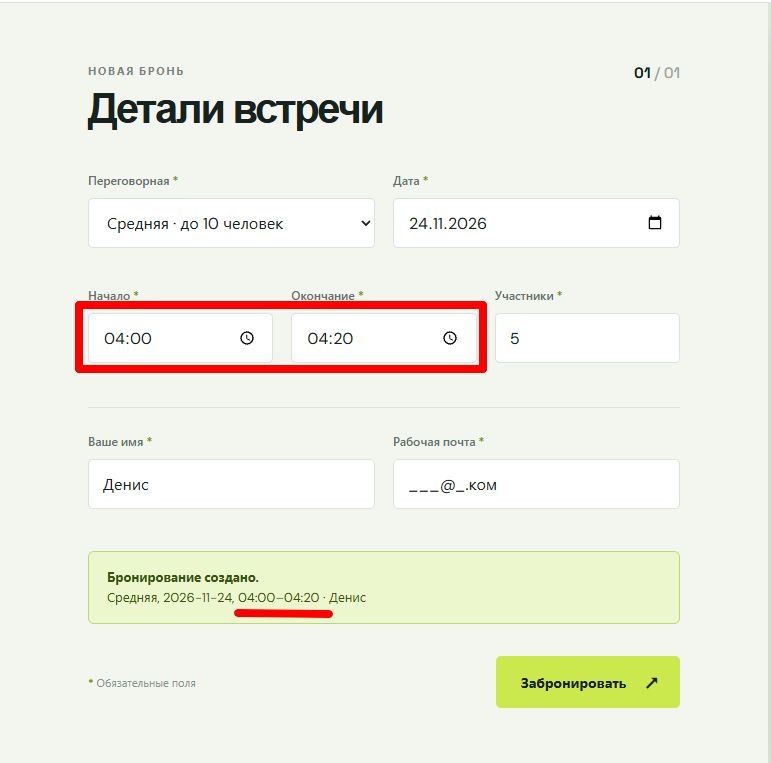 НОВАЯ БРОНЬ
01 / 01
Детали встречи
Переговорная *
Дата *
Средняя · до 10 человек
24.11.2026
Начало *
Окончание *
Участники *
04:00
04:20
5
Ваше имя *
Рабочая почта *
Денис
___@_.ком
Бронирование создано.
Средняя, 2026-11-24, 04:00–04:20 · Денис
* Обязательные поля
Забронировать ↗